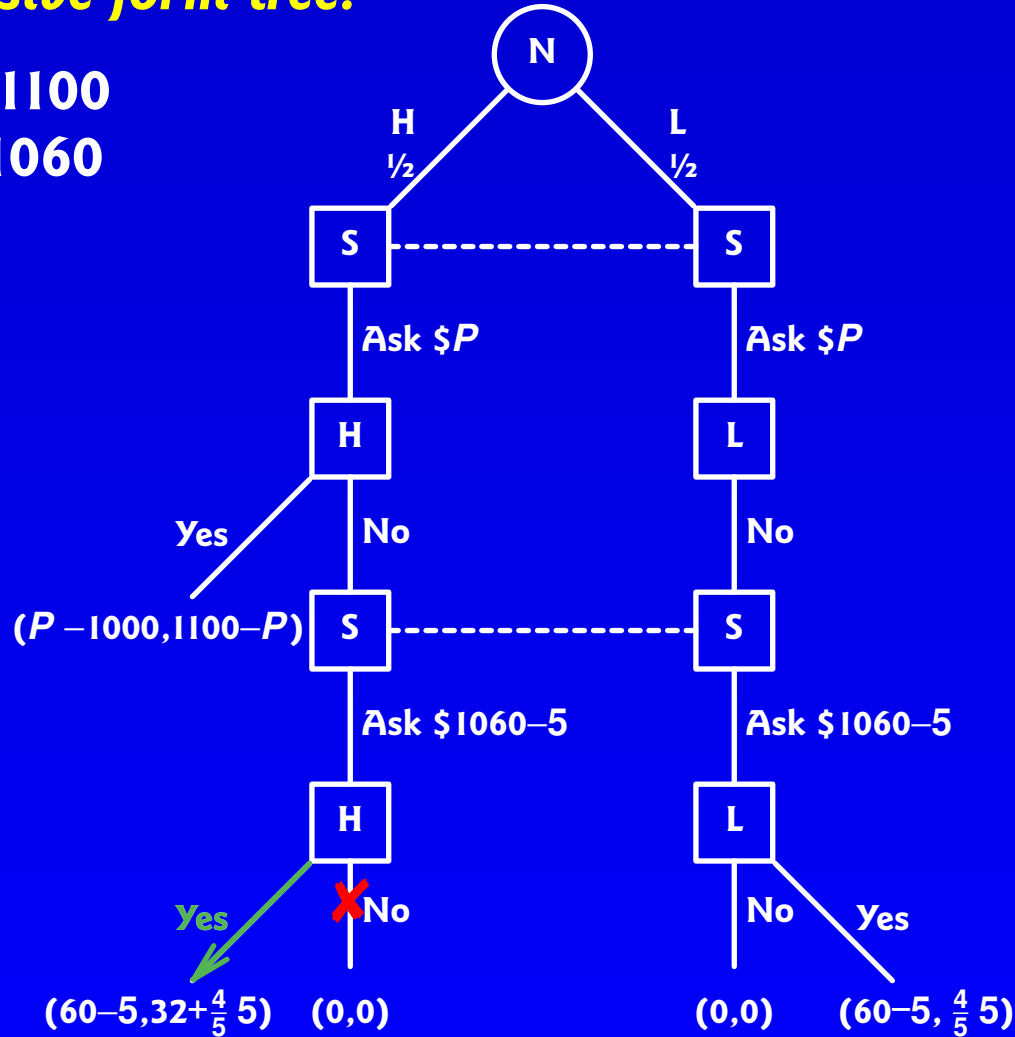 form tree:
1100
1060
N
H L
½ ½
S S
Ask $P Ask $P
H L
Yes No No
(P –1000,1100–P) S S
Ask $1060–5 Ask $1060–5
H L
Yes ✘ No No Yes
(60–5,32+4/5 5) (0,0) (0,0) (60–5, 4/5 5)